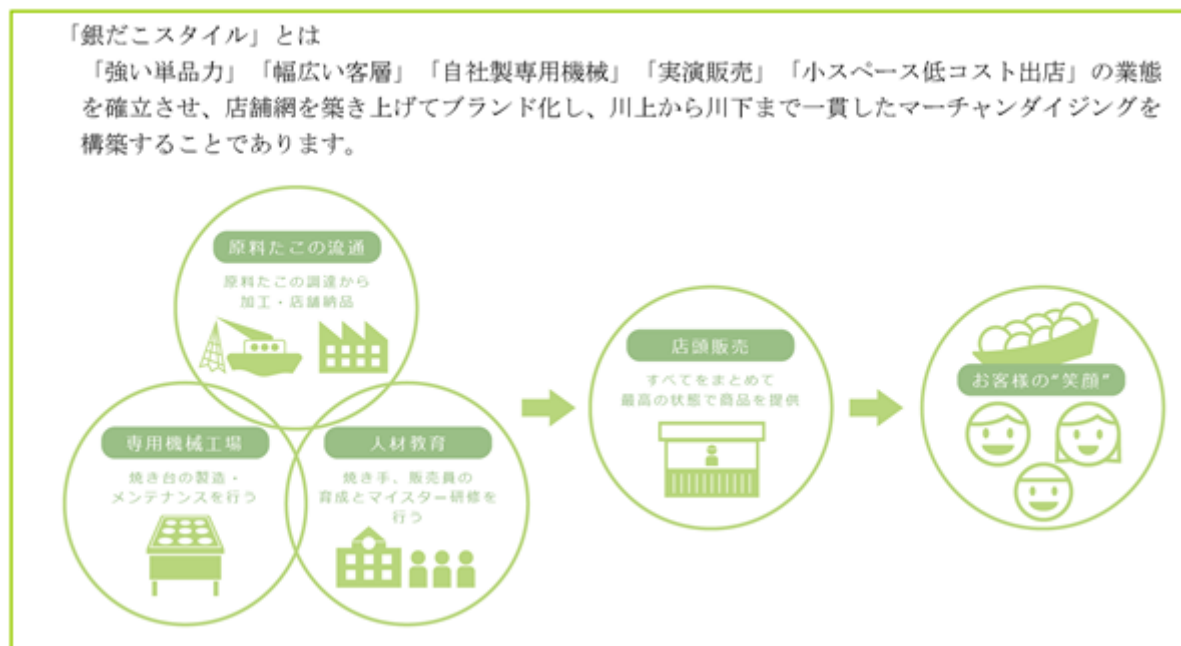 「銀だこスタイル」とは
「強い単品力」「幅広い客層」「自社製専用機械」「実演販売」「小スペース低コスト出店」の業態
を確立させ、店舗網を築き上げてブランド化し、川上から川下まで一貫したマーチャンダイジングを
構築することであります。
原料たこの流通
原料たこの調達から
加工・店舗納品
専用機械工場
焼き台の製造・
メンテナンスを行う
人材教育
焼き手、販売員の
育成とマイスター研修を
行う
店頭販売
すべてをまとめて
最高の状態で商品を提供
お客様の“笑顔”